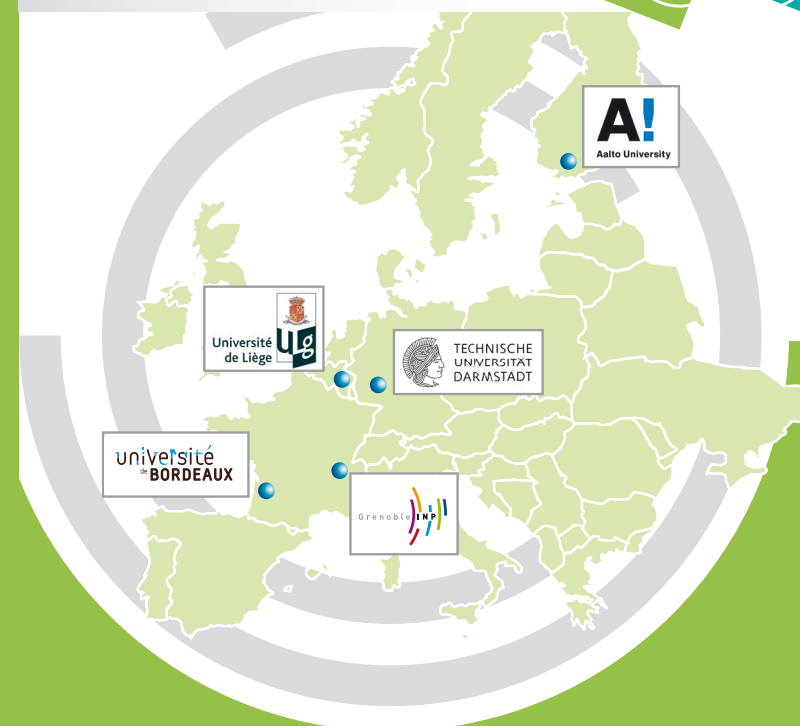 A!
Aalto University
Université
de Liège
ULg
TECHNISCHE
UNIVERSITÄT
DARMSTADT
université
de BORDEAUX
Grenoble INP